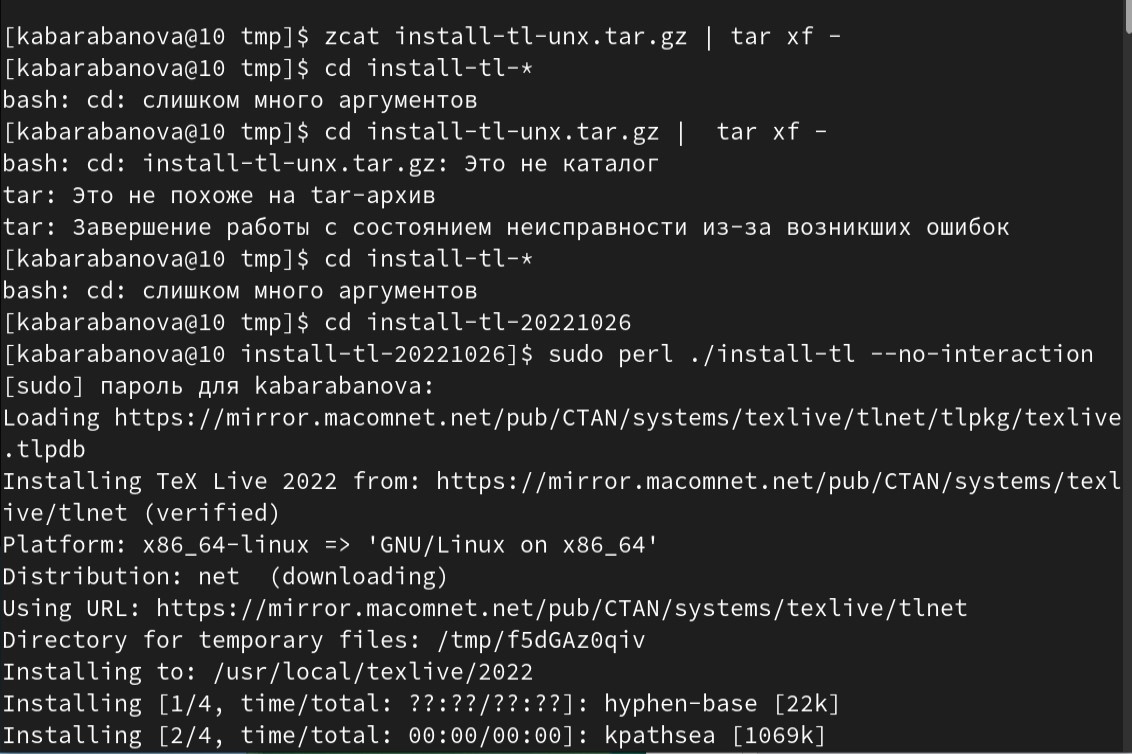 [kabarabanova@10 tmp]$ zcat install-tl-unx.tar.gz | tar xf -
[kabarabanova@10 tmp]$ cd install-tl-*
bash: cd: слишком много аргументов
[kabarabanova@10 tmp]$ cd install-tl-unx.tar.gz |  tar xf -
bash: cd: install-tl-unx.tar.gz: Это не каталог
tar: Это не похоже на tar-архив
tar: Завершение работы с состоянием неисправности из-за возникших ошибок
[kabarabanova@10 tmp]$ cd install-tl-*
bash: cd: слишком много аргументов
[kabarabanova@10 tmp]$ cd install-tl-20221026
[kabarabanova@10 install-tl-20221026]$ sudo perl ./install-tl --no-interaction
[sudo] пароль для kabarabanova:
Loading https://mirror.macomnet.net/pub/CTAN/systems/texlive/tlnet/tlpkg/texlive
.tlpdb
Installing TeX Live 2022 from: https://mirror.macomnet.net/pub/CTAN/systems/texl
ive/tlnet (verified)
Platform: x86_64-linux => 'GNU/Linux on x86_64'
Distribution: net  (downloading)
Using URL: https://mirror.macomnet.net/pub/CTAN/systems/texlive/tlnet
Directory for temporary files: /tmp/f5dGAz0qiv
Installing to: /usr/local/texlive/2022
Installing [1/4, time/total: ??:??/??:??]: hyphen-base [22k]
Installing [2/4, time/total: 00:00/00:00]: kpathsea [1069k]